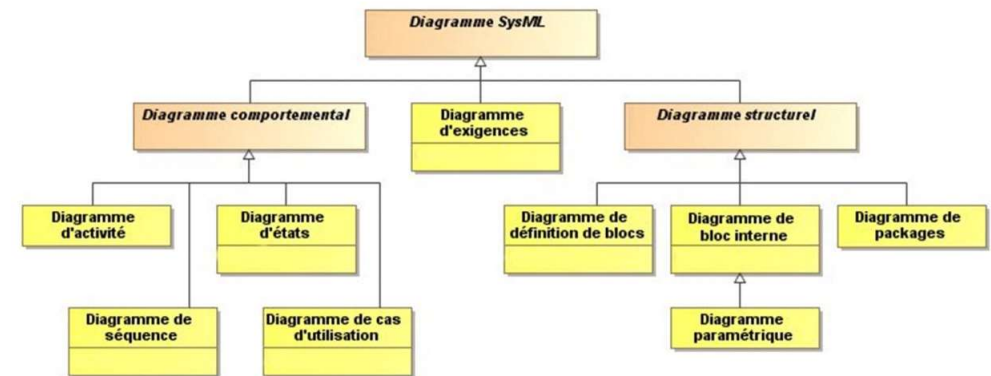 Diagramme SysML
Diagramme comportemental
Diagramme
d'exigences
Diagramme structurel
Diagramme
d'activité
Diagramme
d'états
Diagramme de
définition de blocs
Diagramme de
bloc interne
Diagramme de
packages
Diagramme de
séquence
Diagramme de cas
d'utilisation
Diagramme
paramétrique